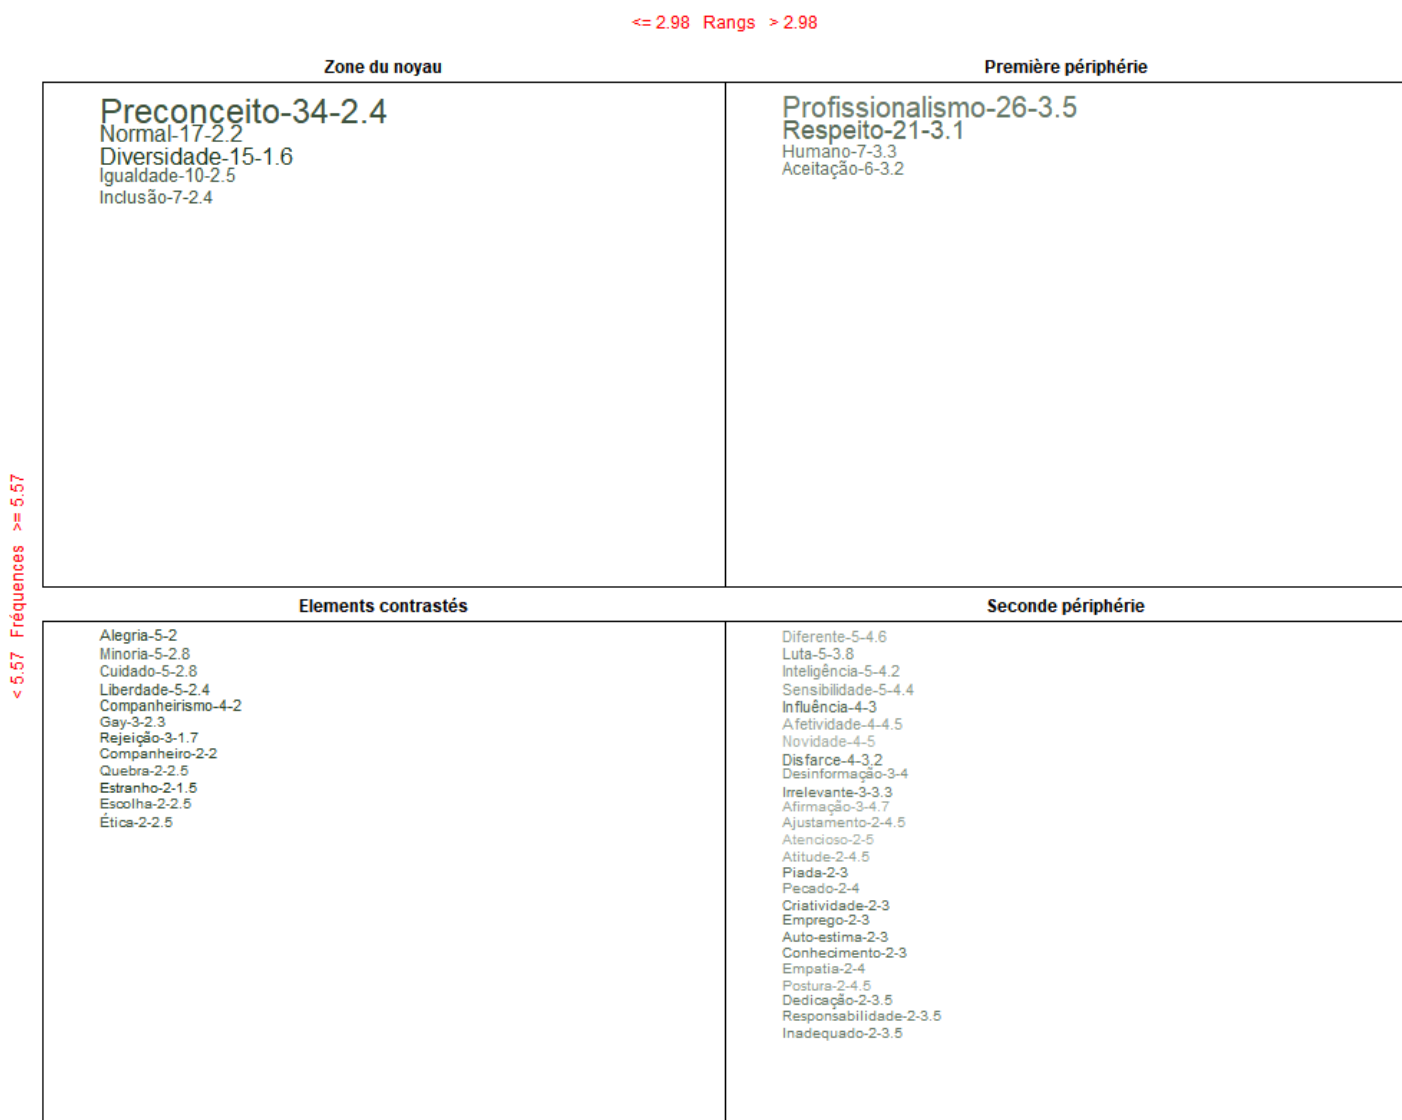 <= 2.98 Rangs > 2.98
Zone du noyau
Preconceito-34-2.4
Normal-17-2.2
Diversidade-15-1.6
Igualdade-10-2.5
Inclusão-7-2.4
Première périphérie
Profissionalismo-26-3.5
Respeito-21-3.1
Humano-7-3.3
Aceitação-6-3.2
< 5.57 Fréquences >= 5.57
Elements contrastés
Alegria-5-2
Minoria-5-2.8
Cuidado-5-2.8
Liberdade-5-2.4
Companheirismo-4-2
Gay-3-2.3
Rejeição-3-1.7
Companheiro-2-2
Quebra-2-2.5
Estranho-2-1.5
Escolha-2-2.5
Ética-2-2.5
Seconde périphérie
Diferente-5-4.6
Luta-5-3.8
Inteligência-5-4.2
Sensibilidade-5-4.4
Influência-4-3
Afetividade-4-4.5
Novidade-4-5
Disfarce-4-3.2
Desinformação-3-4
Irrelevante-3-3.3
Afirmação-3-4.7
Ajustamento-2-4.5
Atencioso-2-5
Atitude-2-4.5
Piada-2-3
Pecado-2-4
Criatividade-2-3
Emprego-2-3
Auto-estima-2-3
Conhecimento-2-3
Empatia-2-4
Postura-2-4.5
Dedicação-2-3.5
Responsabilidade-2-3.5
Inadequado-2-3.5